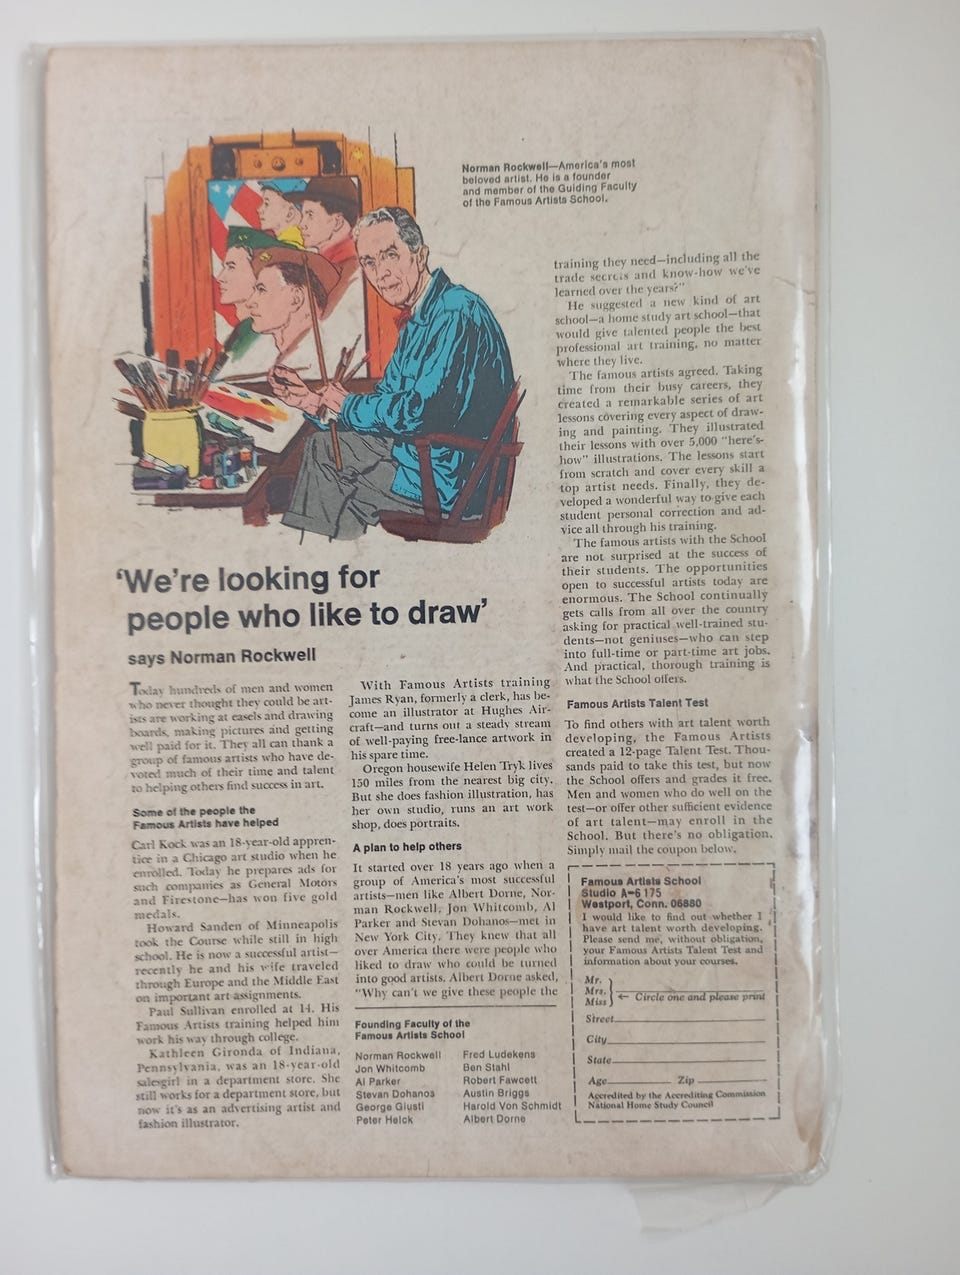 Norman Rockwell—America's most
beloved artist. He is a founder
and member of the Guiding Faculty
of the Famous Artists School.
'We're looking for
people who like to draw'
says Norman Rockwell
Today hundreds of men and women
who never thought they could be art-
ists are working at easels and drawing
boards, making pictures and getting
well paid for it. They all can thank a
group of famous artists who have de-
voted much of their time and talent
to helping others find success in art.
Some of the people the
Famous Artists have helped
Carl Kock was an 18-year-old appren-
tice in a Chicago art studio when he
enrolled. Today he prepares ads for
such companies as General Motors
and Firestone—has won five gold
medals.
Howard Sanden of Minneapolis
took the Course while still in high
school. He is now a successful artist—
recently he and his wife traveled
through Europe and the Middle East
on important art assignments.
Paul Sullivan enrolled at 14. His
Famous Artists training helped him
work his way through college.
Kathleen Gironda of Indiana,
Pennsylvania, was an 18-year-old
salesgirl in a department store. She
still works for a department store, but
now it's as an advertising artist and
fashion illustrator.
With Famous Artists training
James Ryan, formerly a clerk, has be-
come an illustrator at Hughes Air-
craft—and turns out a steady stream
of well-paying free-lance artwork in
his spare time.
Oregon housewife Helen Tryk lives
150 miles from the nearest big city.
But she does fashion illustration, has
her own studio, runs an art work
shop, does portraits.
A plan to help others
It started over 18 years ago when a
group of America's most successful
artists—men like Albert Dorne, Nor-
man Rockwell, Jon Whitcomb, Al
Parker and Stevan Dohanos—met in
New York City. They knew that all
over America there were people who
liked to draw who could be turned
into good artists. Albert Dorne asked,
"Why can't we give these people the
training they need—including all the
trade secrets and know-how we've
learned over the years?"
He suggested a new kind of art
school—a home study art school—that
would give talented people the best
professional art training, no matter
where they live.
The famous artists agreed. Taking
time from their busy careers, they
created a remarkable series of art
lessons covering every aspect of draw-
ing and painting. They illustrated
their lessons with over 5,000 "here's-
how" illustrations. The lessons start
from scratch and cover every skill a
top artist needs. Finally, they de-
veloped a wonderful way to give each
student personal correction and ad-
vice all through his training.
The famous artists with the School
are not surprised at the success of
their students. The opportunities
open to successful artists today are
enormous. The School continually
gets calls from all over the country
asking for practical well-trained stu-
dents—not geniuses—who can step
into full-time or part-time art jobs.
And practical, thorough training is
what the School offers.
Famous Artists Talent Test
To find others with art talent worth
developing, the Famous Artists
created a 12-page Talent Test. Thou-
sands paid to take this test, but now
the School offers and grades it free.
Men and women who do well on the
test—or offer other sufficient evidence
of art talent—may enroll in the
School. But there's no obligation.
Simply mail the coupon below.
Founding Faculty of the
Famous Artists School
Norman Rockwell
Jon Whitcomb
Al Parker
Stevan Dohanos
George Giusti
Peter Helck
Fred Ludekens
Ben Stahl
Robert Fawcett
Austin Briggs
Harold Von Schmidt
Albert Dorne
Famous Artists School
Studio A-6175
Westport, Conn. 06880
I would like to find out whether I
have art talent worth developing.
Please send me, without obligation,
your Famous Artists Talent Test and
information about your courses.
Mr.
Mrs.
Miss
← Circle one and please print
Street
City
State
Age Zip
Accredited by the Accrediting Commission
National Home Study Council